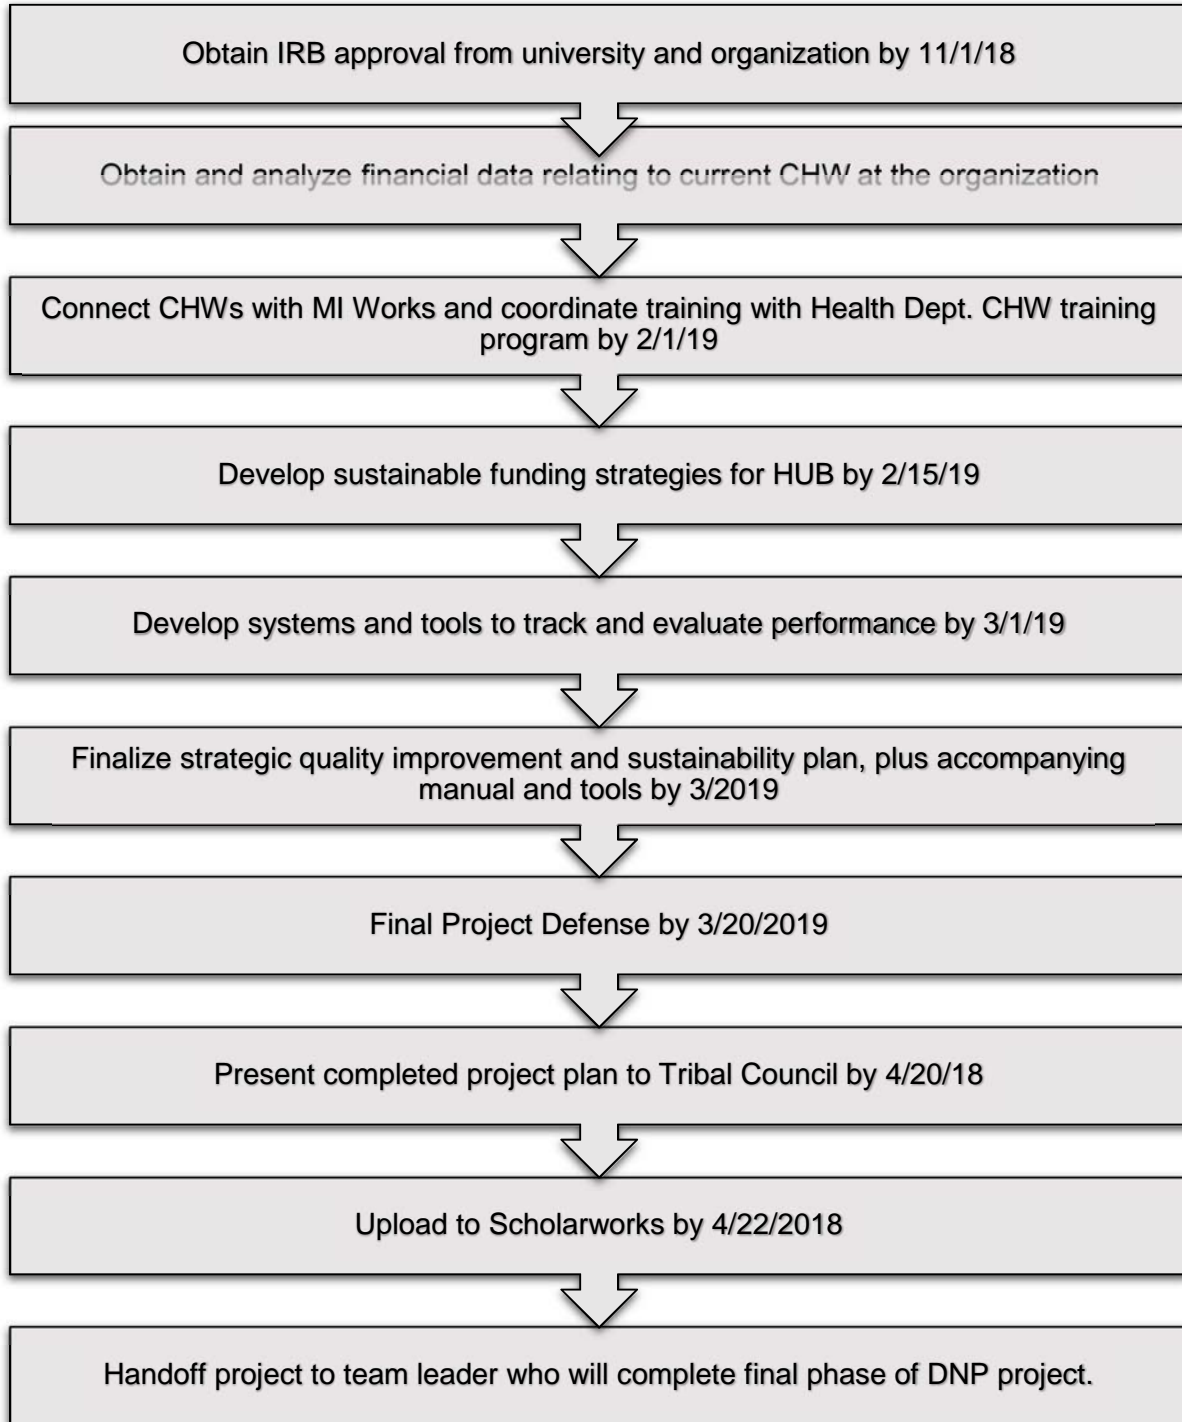 Obtain IRB approval from university and organization by 11/1/18
Obtain and analyze financial data relating to current CHW at the organization
Connect CHWs with MI Works and coordinate training with Health Dept. CHW training
program by 2/1/19
Develop sustainable funding strategies for HUB by 2/15/19
Develop systems and tools to track and evaluate performance by 3/1/19
Finalize strategic quality improvement and sustainability plan, plus accompanying
manual and tools by 3/2019
Final Project Defense by 3/20/2019
Present completed project plan to Tribal Council by 4/20/18
Upload to Scholarworks by 4/22/2018
Handoff project to team leader who will complete final phase of DNP project.